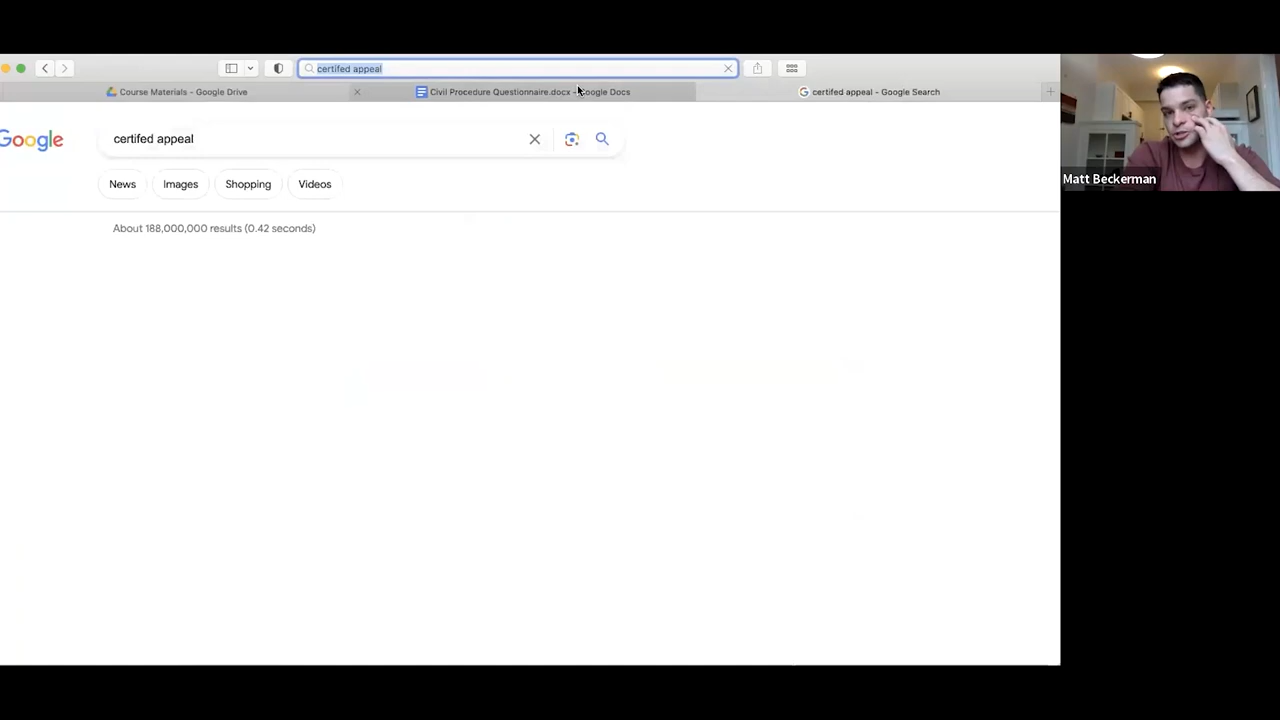 certifed appeal
Course Materials - Google Drive
Civil Procedure Questionnaire.docx - Google Docs
certifed appeal - Google Search
Google
certifed appeal
News
Images
Shopping
Videos
About 188,000,000 results (0.42 seconds)
Matt Beckerman